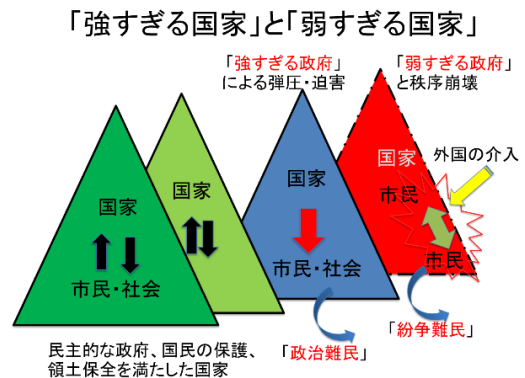 「強すぎる国家」と「弱すぎる国家」
「強すぎる政府」
による弾圧・迫害
「弱すぎる政府」
と秩序崩壊
国家
市民・社会
国家
国家
市民・社会
国家
市民
市民
外国の介入
「政治難民」
「紛争難民」
民主的な政府、国民の保護、
領土保全を満たした国家